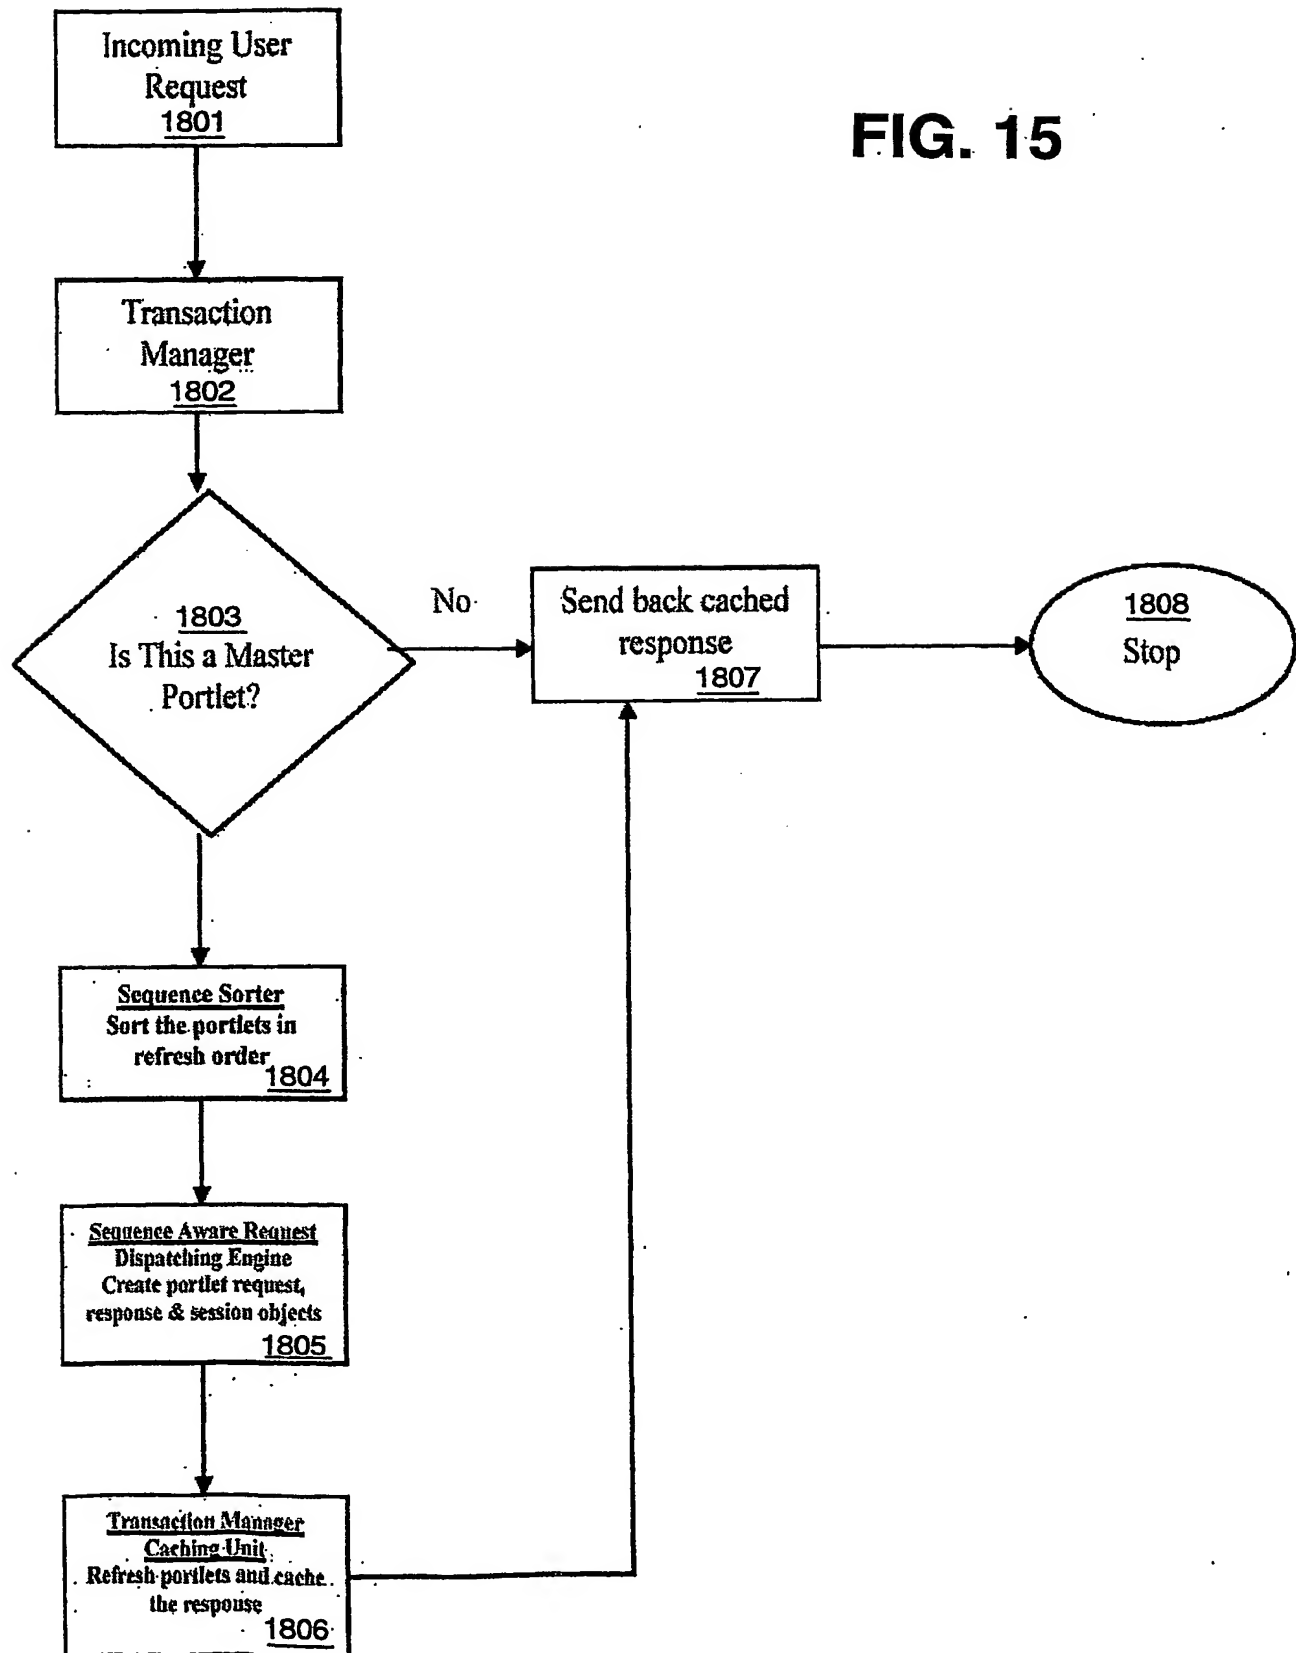 Incoming User
Request
1801
FIG. 15
Transaction
Manager
1802
1803
Is This a Master
Portlet?
No
Send back cached
response
1807
1808
Stop
Sequence Sorter
Sort the portlets in
refresh order
1804
Sequence Aware Request
Dispatching Engine
Create portlet request,
response & session objects
1805
Transaction Manager
Caching Unit
Refresh portlets and cache
the response
1806